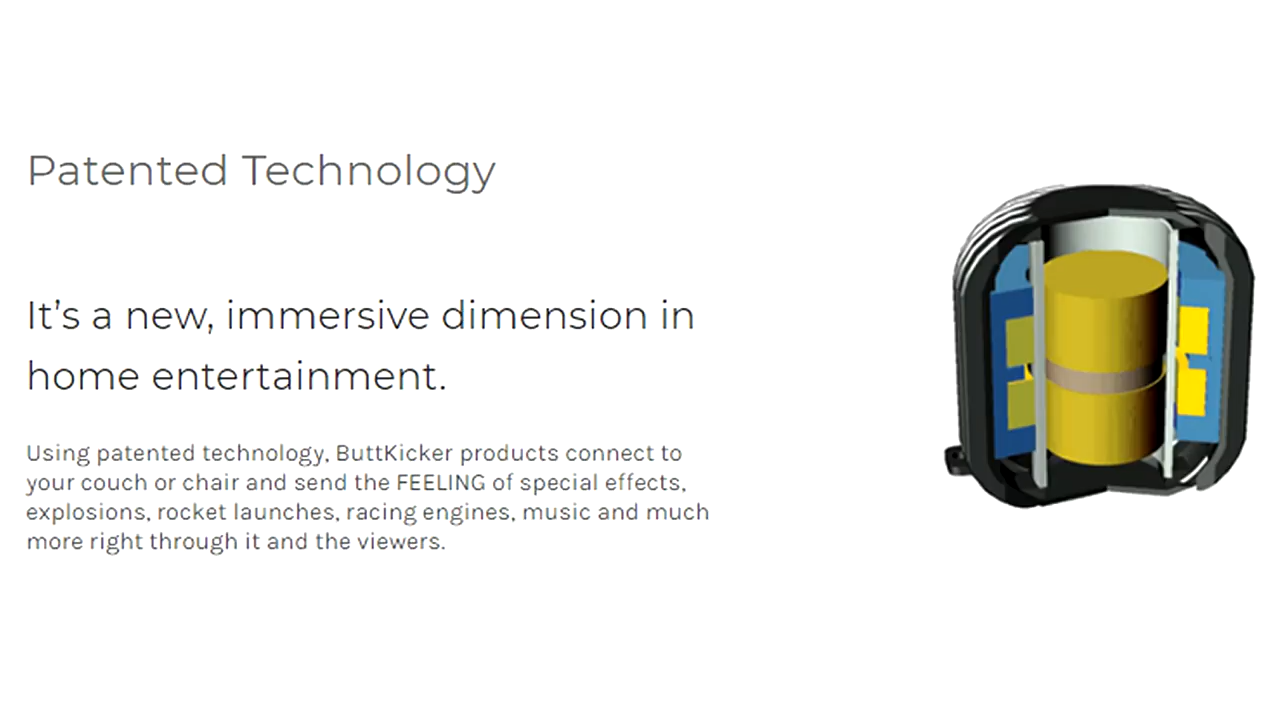 Patented Technology
It’s a new, immersive dimension in
home entertainment.
Using patented technology, ButtKicker products connect to
your couch or chair and send the FEELING of special effects,
explosions, rocket launches, racing engines, music and much
more right through it and the viewers.